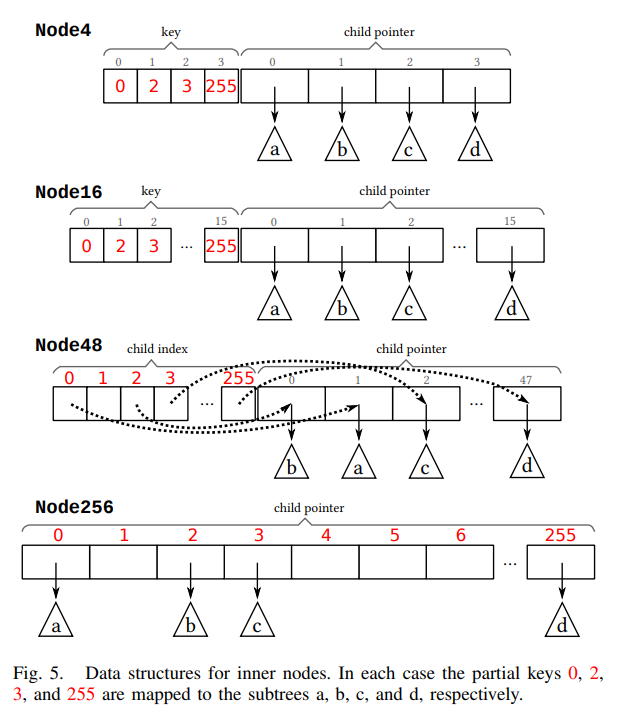 Node4
key child pointer
0 1 2 3 0 1 2 3
0 2 3 255
a b c d
Node16
key child pointer
0 1 2 15 0 1 2 15
0 2 3 ... 255 ...
a b c d
Node48
child index child pointer
0 1 2 3 255 0 1 2 47
... ...
b a c d
Node256
child pointer
0 1 2 3 4 5 6 255
...
a b c d
Fig. 5. Data structures for inner nodes. In each case the partial keys 0, 2,
3, and 255 are mapped to the subtrees a, b, c, and d, respectively.